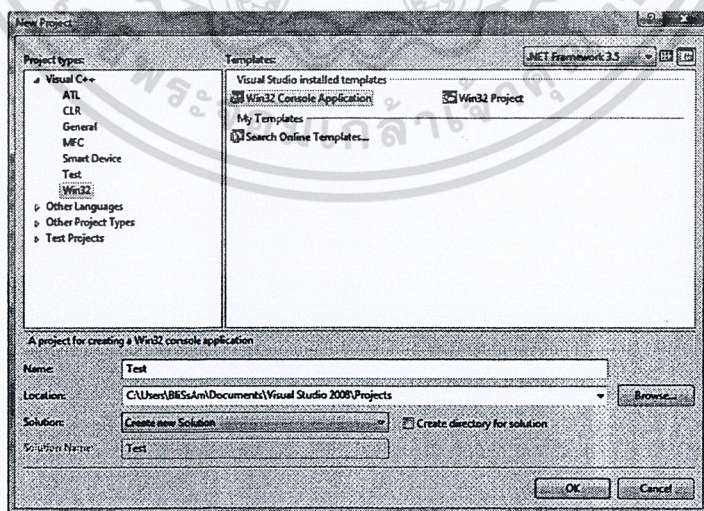 New Project
Project types:
Templates:
.NET Framework 3.5
Visual C++
ATL
CLR
General
MFC
Smart Device
Test
Win32
Other Languages
Other Project Types
Test Projects
Visual Studio installed templates
Win32 Console Application
Win32 Project
My Templates
Search Online Templates...
A project for creating a Win32 console application
Name:
Test
Location:
C:\Users\BliSsAm\Documents\Visual Studio 2008\Projects
Browse...
Solution:
Create new Solution
Create directory for solution
Solution Name:
Test
OK
Cancel